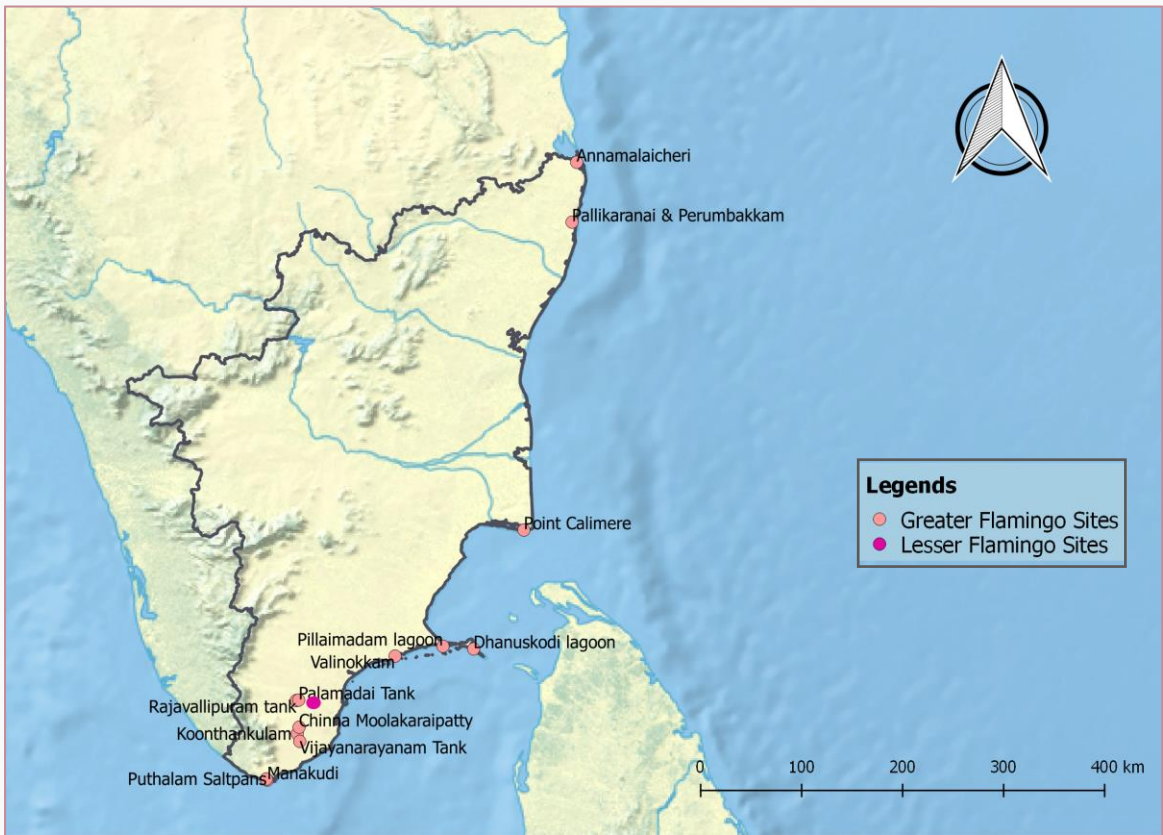 Annamalaicheri
Pallikaranai & Perumbakkam
Legends
Greater Flamingo Sites
Lesser Flamingo Sites
Point Calimere
Pillaimadam lagoon
Dhanuskodi lagoon
Valinokkam
Palamadai Tank
Rajavallipuram tank
Chinna Moolakaraipatty
Koonthankulam
Vijayanarayanam Tank
Puthalam Saltpans
Manakudi
0 100 200 300 400 km